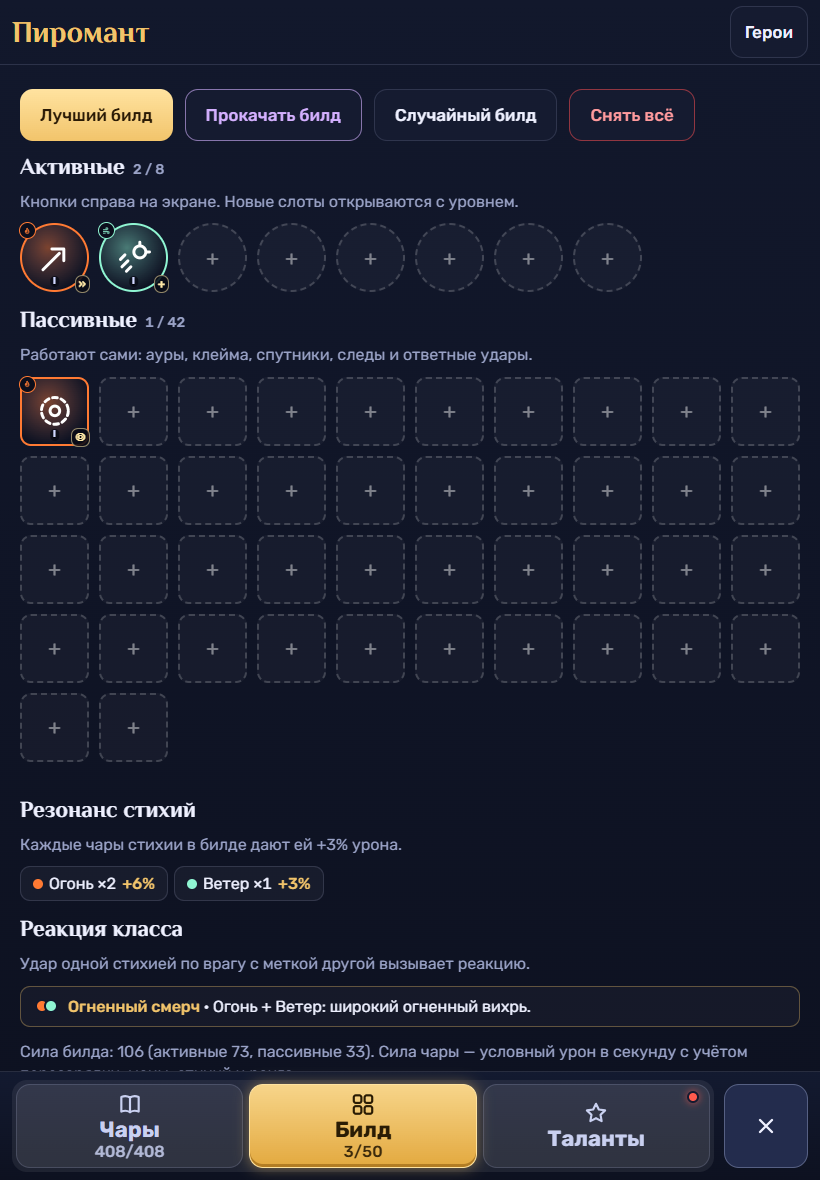 Пиромант
Герои
Лучший билд
Прокачать билд
Случайный билд
Снять всё
Активные 2 / 8
Кнопки справа на экране. Новые слоты открываются с уровнем.
I
I
Пассивные 1 / 42
Работают сами: ауры, клейма, спутники, следы и ответные удары.
I
Резонанс стихий
Каждые чары стихии в билде дают ей +3% урона.
Огонь ×2 +6%
Ветер ×1 +3%
Реакция класса
Удар одной стихией по врагу с меткой другой вызывает реакцию.
Огненный смерч • Огонь + Ветер: широкий огненный вихрь.
Сила билда: 106 (активные 73, пассивные 33). Сила чары — условный урон в секунду с учётом
Чары
408/408
Билд
3/50
Таланты